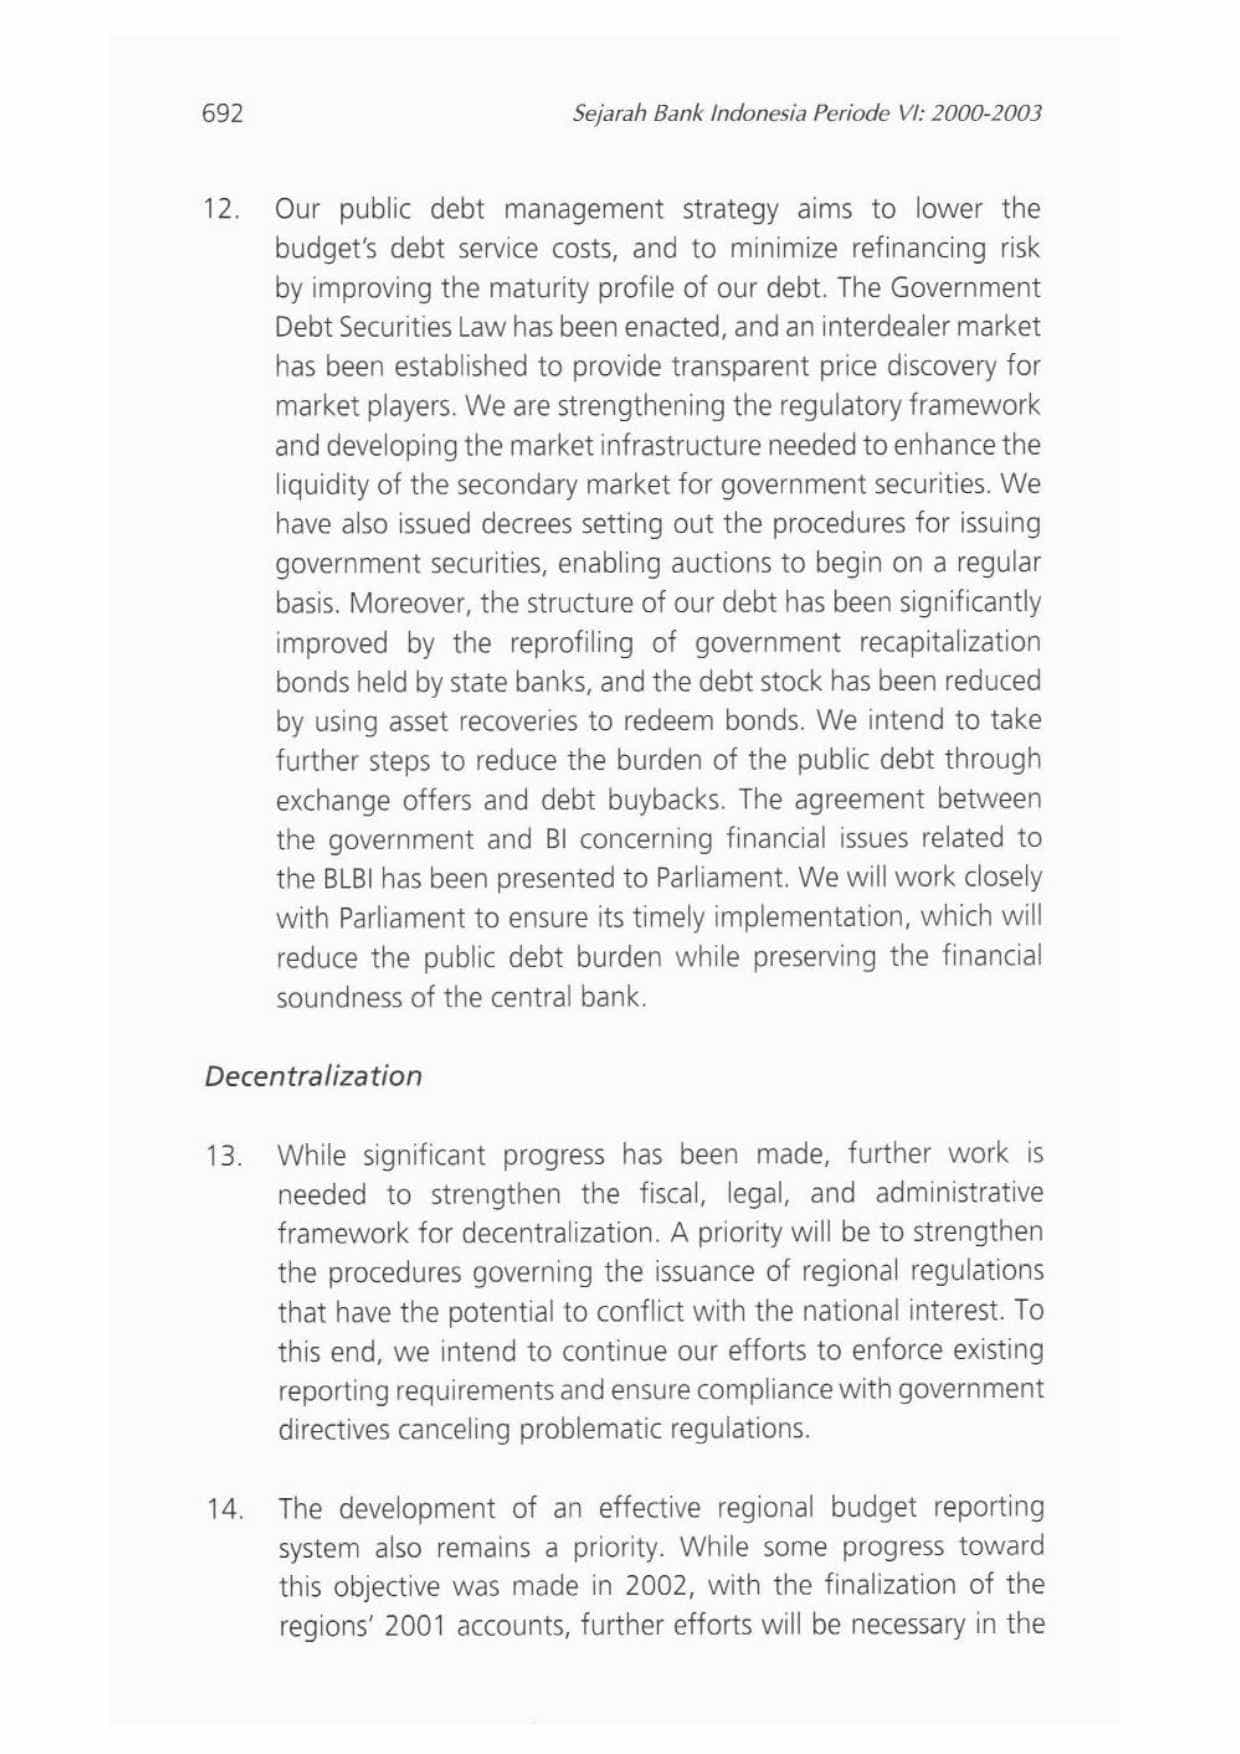 692
Sejarah Bank Indonesia Periode VI: 2000-2003
12. Our public debt management strategy aims to lower the
budget's debt service costs, and to minimize refinancing risk
by improving the maturity profile of our debt. The Government
Debt Securities Law has been enacted, and an interdealer market
has been established to provide transparent price discovery for
market players. We are strengthening the regulatory framework
and developing the market infrastructure needed to enhance the
liquidity of the secondary market for government securities. We
have also issued decrees setting out the procedures for issuing
government securities, enabling auctions to begin on a regular
basis. Moreover, the structure of our debt has been significantly
improved by the reprofiling of government recapitalization
bonds held by state banks, and the debt stock has been reduced
by using asset recoveries to redeem bonds. We intend to take
further steps to reduce the burden of the public debt through
exchange offers and debt buybacks. The agreement between
the government and BI concerning financial issues related to
the BLBI has been presented to Parliament. We will work closely
with Parliament to ensure its timely implementation, which will
reduce the public debt burden while preserving the financial
soundness of the central bank.
Decentralization
13. While significant progress has been made, further work is
needed to strengthen the fiscal, legal, and administrative
framework for decentralization. A priority will be to strengthen
the procedures governing the issuance of regional regulations
that have the potential to conflict with the national interest. To
this end, we intend to continue our efforts to enforce existing
reporting requirements and ensure compliance with government
directives canceling problematic regulations.
14. The development of an effective regional budget reporting
system also remains a priority. While some progress toward
this objective was made in 2002, with the finalization of the
regions' 2001 accounts, further efforts will be necessary in the